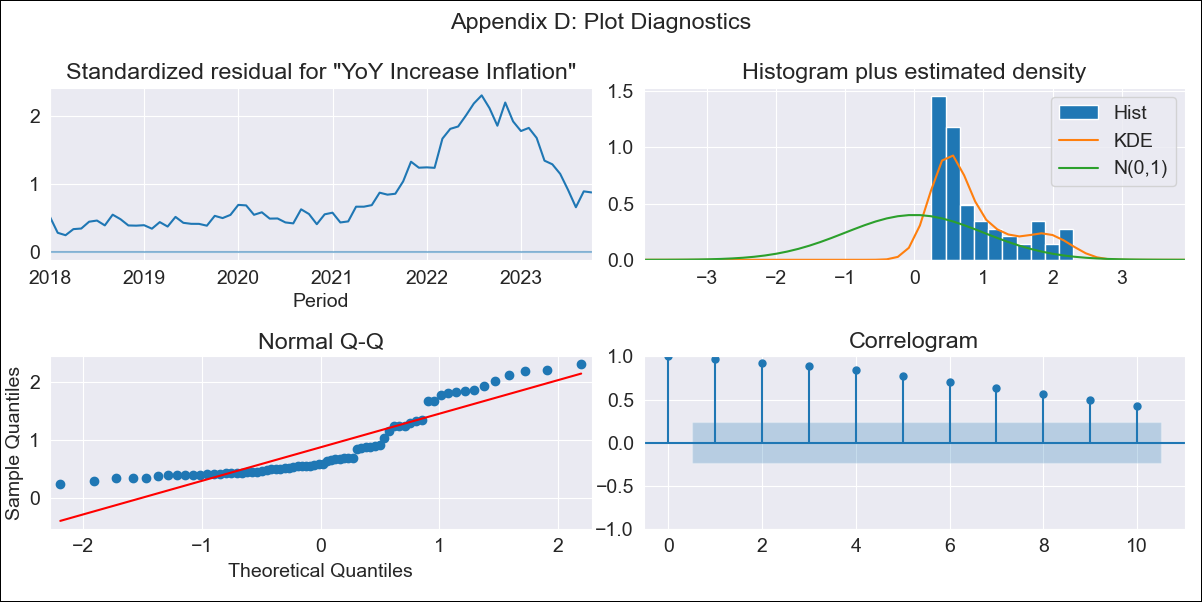 Appendix D: Plot Diagnostics
Standardized residual for "YoY Increase Inflation"
2
1
0
2018 2019 2020 2021 2022 2023
Period
Histogram plus estimated density
1.5
1.0
0.5
0.0
Hist
KDE
N(0,1)
−3 −2 −1 0 1 2 3
Normal Q-Q
Sample Quantiles
2
1
0
−2 −1 0 1 2
Theoretical Quantiles
Correlogram
1.0
0.5
0.0
−0.5
−1.0
0 2 4 6 8 10